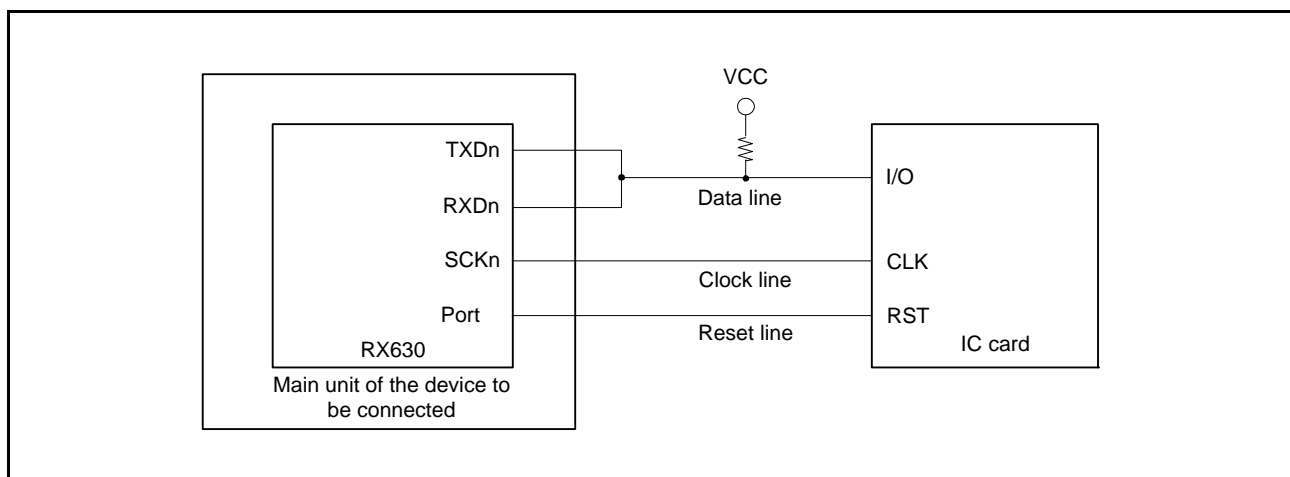 VCC
TXDn
RXDn
SCKn
Port
RX630
Main unit of the device to
be connected
Data line
Clock line
Reset line
I/O
CLK
RST
IC card